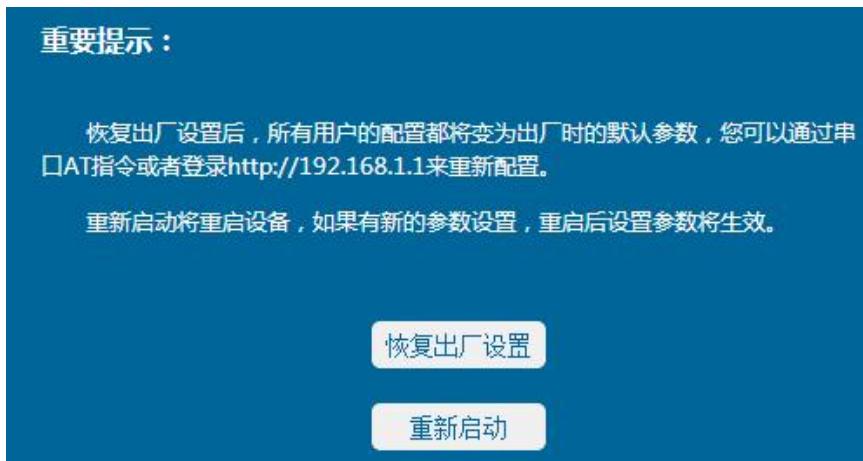 重要提示：
恢复出厂设置后，所有用户的配置都将变为出厂时的默认参数，您可以通过串
口AT指令或者登录http://192.168.1.1来重新配置。
重新启动将重启设备，如果有新的参数设置，重启后设置参数将生效。
恢复出厂设置
重新启动